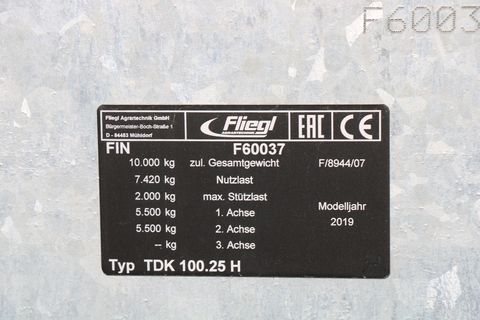 F6003
Fliegl Agrartechnik GmbH
Bürgermeister-Boch-Straße 1
D - 84453 Mühldorf
Fliegl
AGRARTECHNIK
EAC CE
FIN F60037
10.000 kg zul. Gesamtgewicht F/8944/07
7.420 kg Nutzlast
2.000 kg max. Stützlast
5.500 kg 1. Achse Modelljahr
5.500 kg 2. Achse 2019
-- kg 3. Achse
Typ TDK 100.25 H